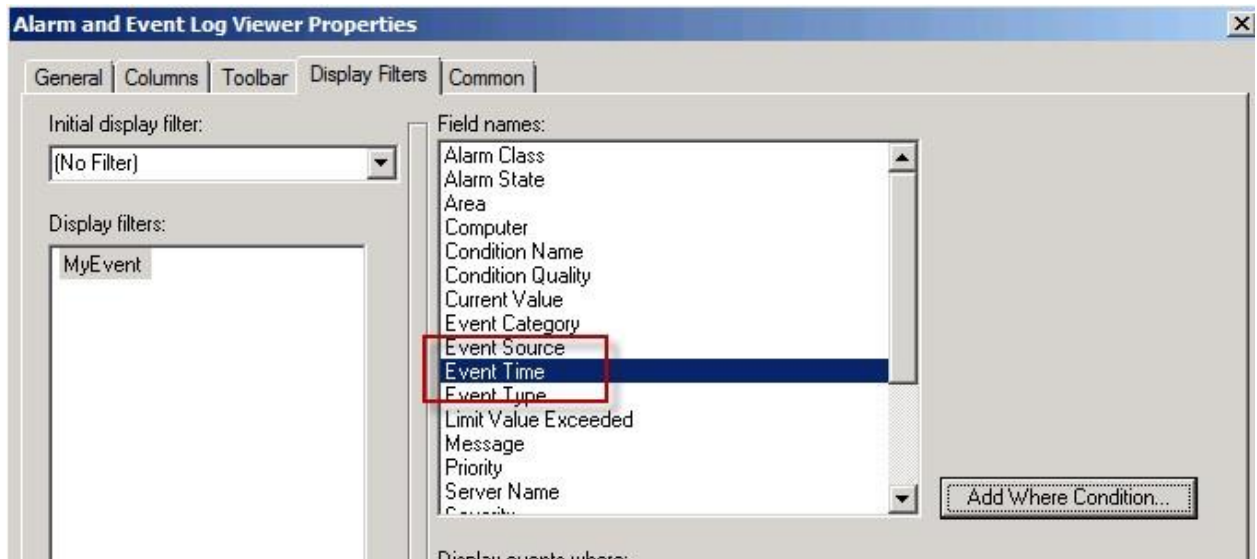 Alarm and Event Log Viewer Properties
General
Columns
Toolbar
Display Filters
Common
Initial display filter:
(No Filter)
Display filters:
MyEvent
Field names:
Alarm Class
Alarm State
Area
Computer
Condition Name
Condition Quality
Current Value
Event Category
Event Source
Event Time
Event Type
Limit Value Exceeded
Message
Priority
Server Name
Severity
Add Where Condition...
Display events where: